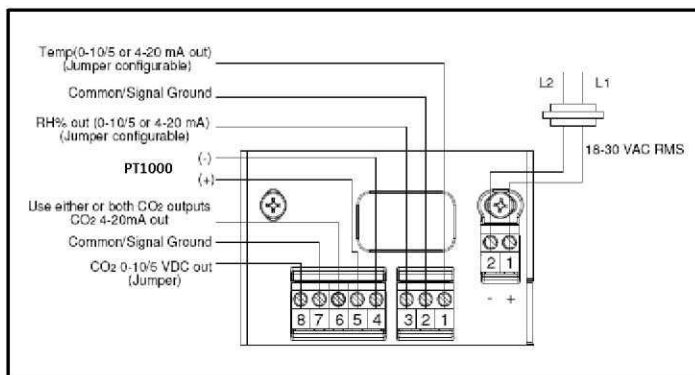 Temp(0-10/5 or 4-20 mA out)
(Jumper configurable)
Common/Signal Ground
RH% out (0-10/5 or 4-20 mA)
(Jumper configurable)
PT1000
(-)
(+)
Use either or both CO2 outputs
CO2 4-20mA out
Common/Signal Ground
CO2 0-10/5 VDC out
(Jumper)
L2 L1
18-30 VAC RMS
2 1
- +
8 7 6 5 4 3 2 1